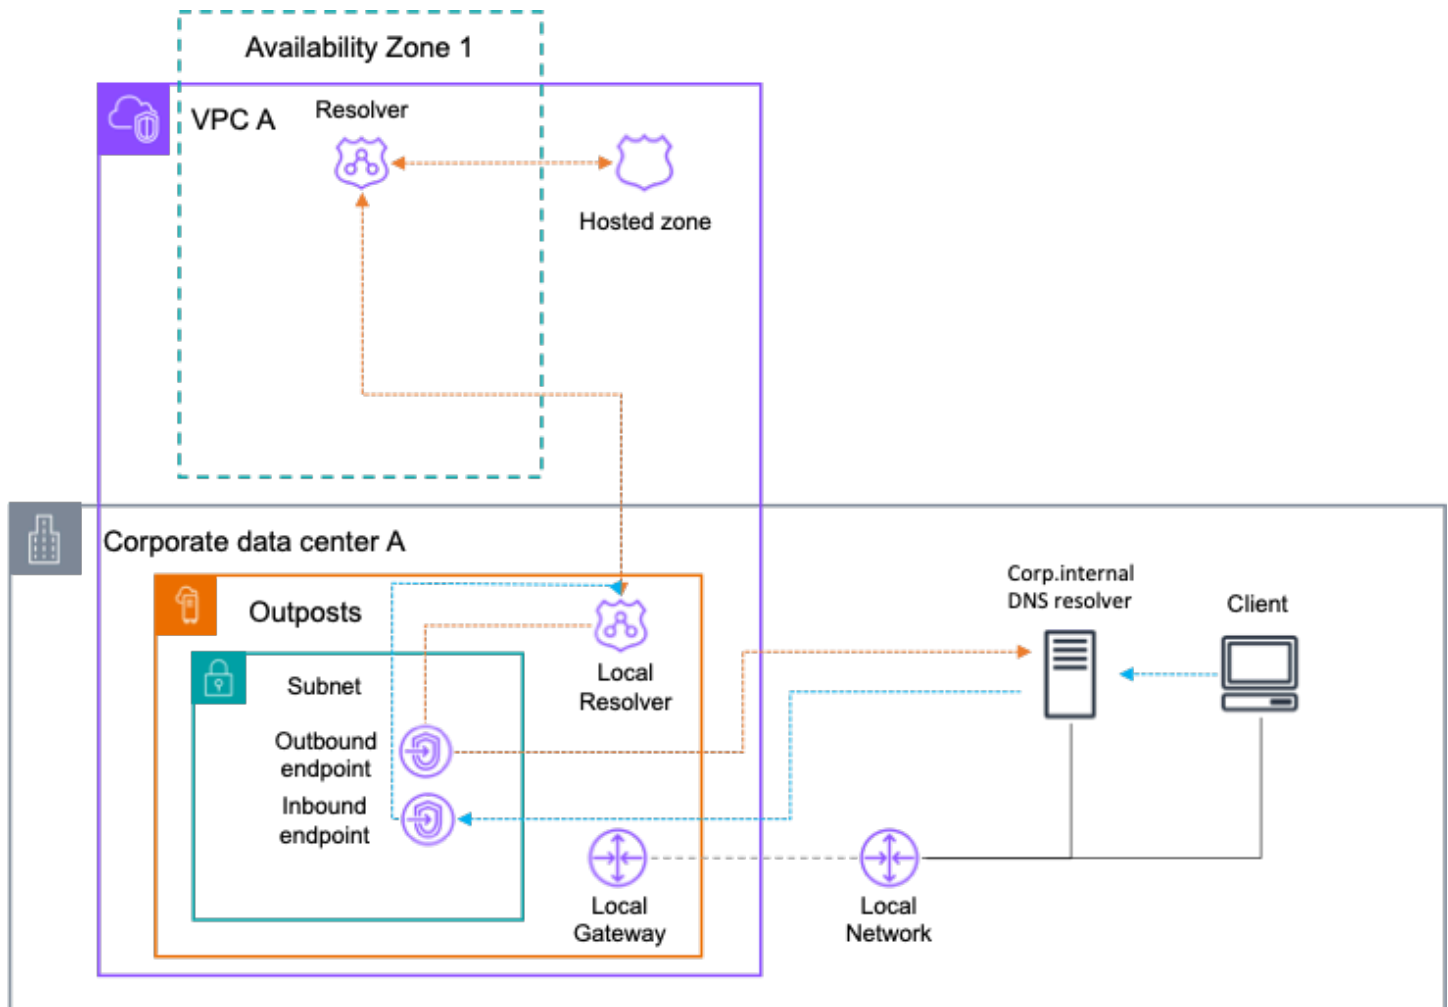 Availability Zone 1
VPC A
Resolver
Hosted zone
Corporate data center A
Outposts
Corp.internal
DNS resolver
Client
Local
Resolver
Subnet
Outbound
endpoint
Inbound
endpoint
Local
Gateway
Local
Network